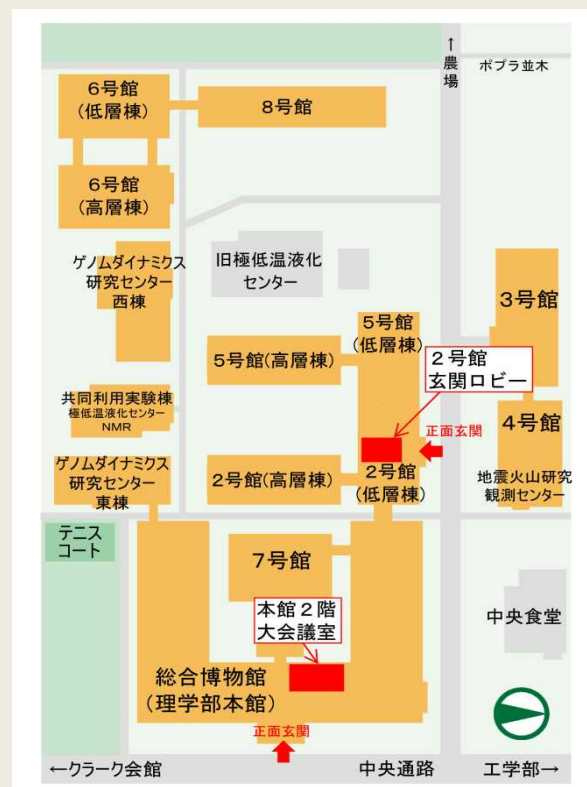 ↑
農
場
ポプラ並木
6号館
(低層棟)
8号館
6号館
(高層棟)
ゲノムダイナミクス
研究センター
西棟
旧極低温液化
センター
3号館
5号館
(低層棟)
5号館(高層棟)
2号館
玄関ロビー
共同利用実験棟
極低温液化センター
NMR
4号館
正面玄関
ゲノムダイナミクス
研究センター
東棟
2号館(高層棟)
2号館
(低層棟)
地震火山研究
観測センター
テニス
コート
7号館
本館2階
大会議室
中央食堂
総合博物館
(理学部本館)
正面玄関
←クラーク会館
中央通路
工学部→